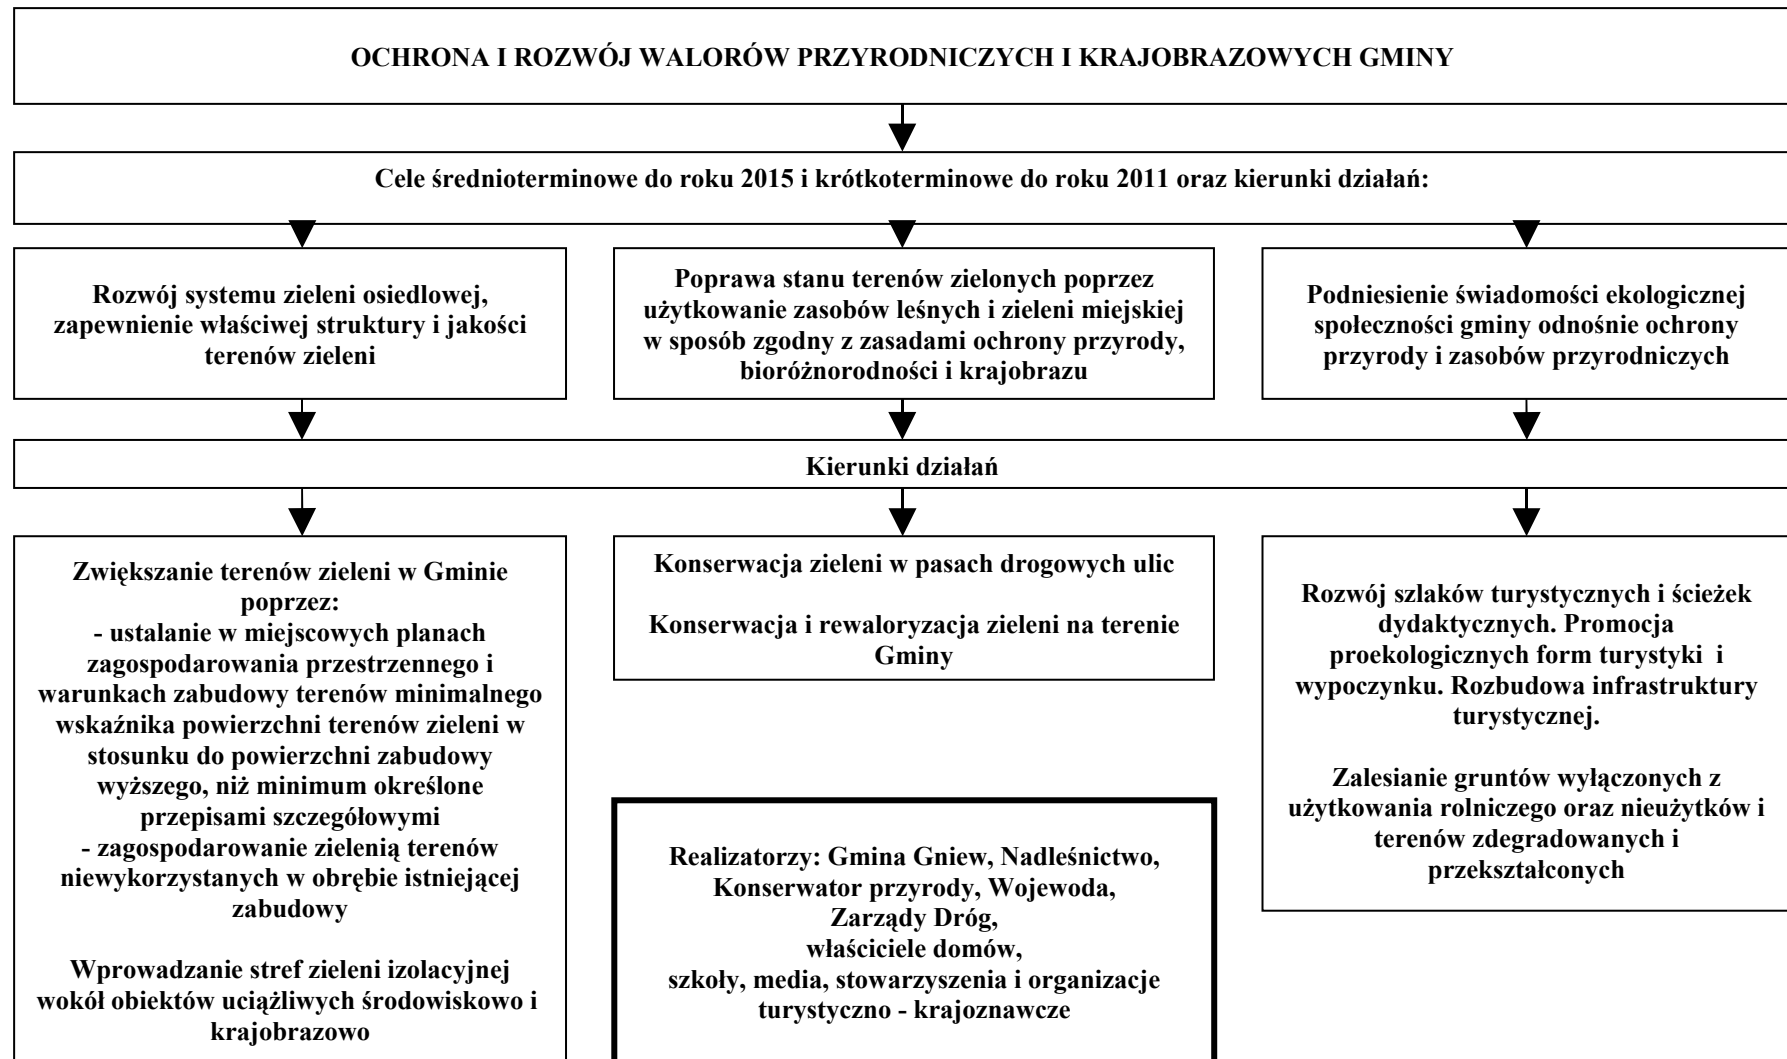 OCHRONA I ROZWÓJ WALORÓW PRZYRODNICZYCH I KRAJOBRAZOWYCH GMINY
Cele średnioterminowe do roku 2015 i krótkoterminowe do roku 2011 oraz kierunki działań:
Rozwój systemu zieleni osiedlowej,
zapewnienie właściwej struktury i jakości
terenów zieleni
Poprawa stanu terenów zielonych poprzez
użytkowanie zasobów leśnych i zieleni miejskiej
w sposób zgodny z zasadami ochrony przyrody,
bioróżnorodności i krajobrazu
Podniesienie świadomości ekologicznej
społeczności gminy odnośnie ochrony
przyrody i zasobów przyrodniczych
Kierunki działań
Zwiększanie terenów zieleni w Gminie
poprzez:
- ustalanie w miejscowych planach
zagospodarowania przestrzennego i
warunkach zabudowy terenów minimalnego
wskaźnika powierzchni terenów zieleni w
stosunku do powierzchni zabudowy
wyższego, niż minimum określone
przepisami szczegółowymi
- zagospodarowanie zielenią terenów
niewykorzystanych w obrębie istniejącej
zabudowy
Wprowadzanie stref zieleni izolacyjnej
wokół obiektów uciążliwych środowiskowo i
krajobrazowo
Konserwacja zieleni w pasach drogowych ulic
Konserwacja i rewaloryzacja zieleni na terenie
Gminy
Realizatorzy: Gmina Gniew, Nadleśnictwo,
Konserwator przyrody, Wojewoda,
Zarządy Dróg,
właściciele domów,
szkoły, media, stowarzyszenia i organizacje
turystyczno - krajoznawcze
Rozwój szlaków turystycznych i ścieżek
dydaktycznych. Promocja
proekologicznych form turystyki i
wypoczynku. Rozbudowa infrastruktury
turystycznej.
Zalesianie gruntów wyłączonych z
użytkowania rolniczego oraz nieużytków i
terenów zdegradowanych i
przekształconych